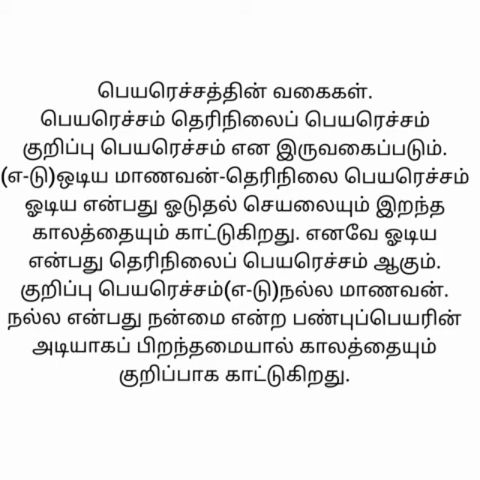 பெயரெச்சத்தின் வகைகள்.
பெயரெச்சம் தெரிநிலைப் பெயரெச்சம்
குறிப்பு பெயரெச்சம் என இருவகைப்படும்.
(எ-டு)ஒடிய மாணவன்-தெரிநிலை பெயரெச்சம்
ஓடிய என்பது ஓடுதல் செயலையும் இறந்த
காலத்தையும் காட்டுகிறது. எனவே ஓடிய
என்பது தெரிநிலைப் பெயரெச்சம் ஆகும்.
குறிப்பு பெயரெச்சம்(எ-டு)நல்ல மாணவன்.
நல்ல என்பது நன்மை என்ற பண்புப்பெயரின்
அடியாகப் பிறந்தமையால் காலத்தையும்
குறிப்பாக காட்டுகிறது.